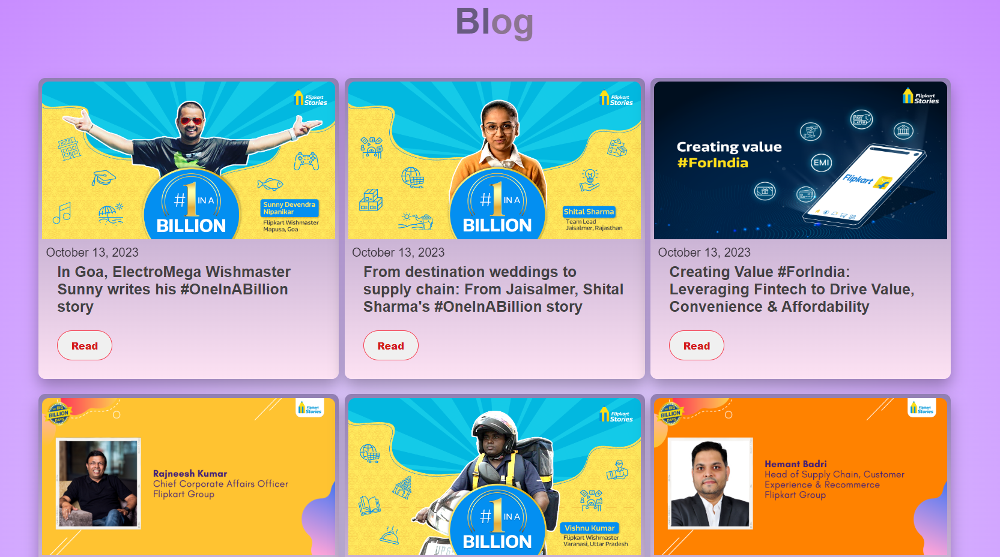 Blog
Flipkart
Stories
HOTEL
#1 IN A
BILLION
Sunny Devendra
Nipanikar
Flipkart Wishmaster
Mapusa, Goa
October 13, 2023
In Goa, ElectroMega Wishmaster
Sunny writes his #OneInABillion
story
Read
Flipkart
Stories
#1 IN A
BILLION
Shital Sharma
Team Lead
Jaisalmer, Rajasthan
October 13, 2023
From destination weddings to
supply chain: From Jaisalmer, Shital
Sharma's #OneInABillion story
Read
Flipkart
Stories
Creating value
#ForIndia
PAY
LATER
EMI
Flipkart
October 13, 2023
Creating Value #ForIndia:
Leveraging Fintech to Drive Value,
Convenience & Affordability
Read
THE BIG
BILLION
DAYS
Flipkart
Stories
Rajneesh Kumar
Chief Corporate Affairs Officer
Flipkart Group
Flipkart
Stories
#1 IN A
BILLION
Vishnu Kumar
Flipkart Wishmaster
Varanasi, Uttar Pradesh
THE BIG
BILLION
DAYS
Flipkart
Stories
Hemant Badri
Head of Supply Chain, Customer
Experience & Recommerce
Flipkart Group